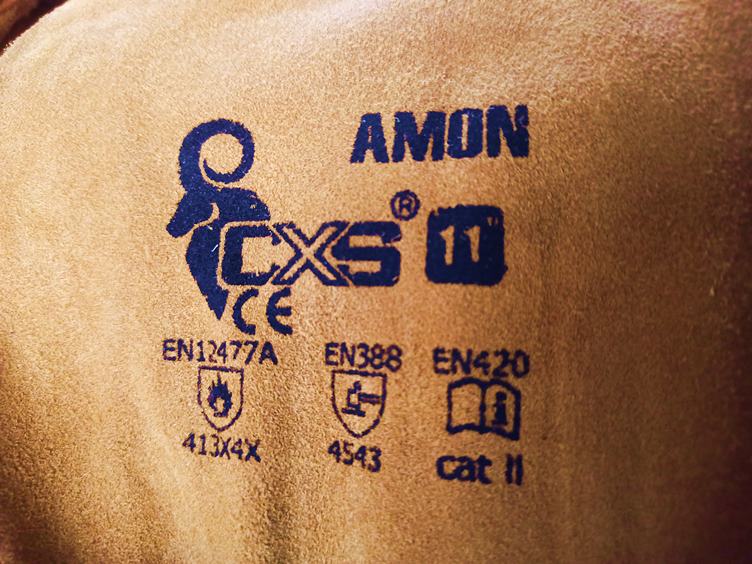 AMON
CXS® 11
CE
EN12477A EN388 EN420
413X4X 4543 cat II